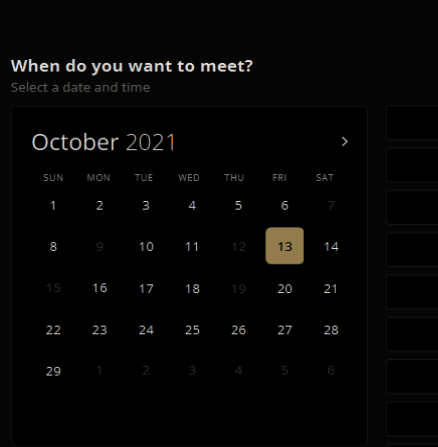 When do you want to meet?
Select a date and time
October 2021
SUN MON TUE WED THU FRI SAT
1 2 3 4 5 6 7
8 9 10 11 12 13 14
15 16 17 18 19 20 21
22 23 24 25 26 27 28
29 1 2 3 4 5 6